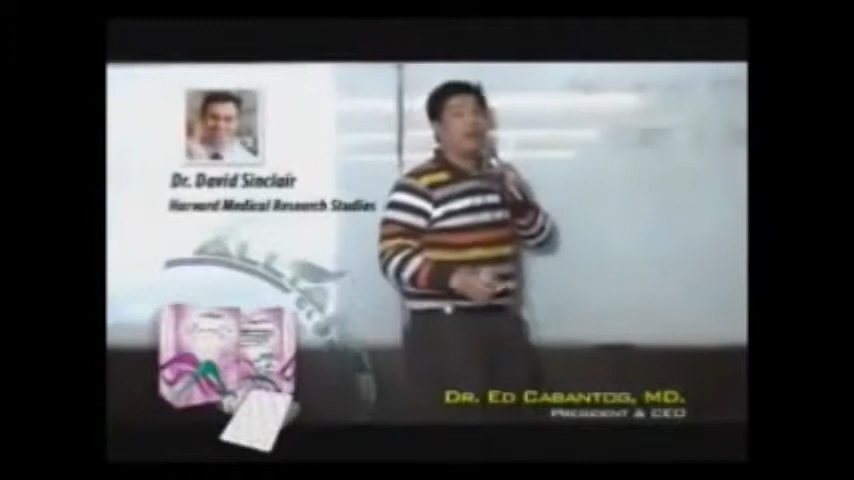 Dr. David Sinclair
Harvard Medical Research Studies
DR. ED CABANTOG, MD.
PRESIDENT & CEO